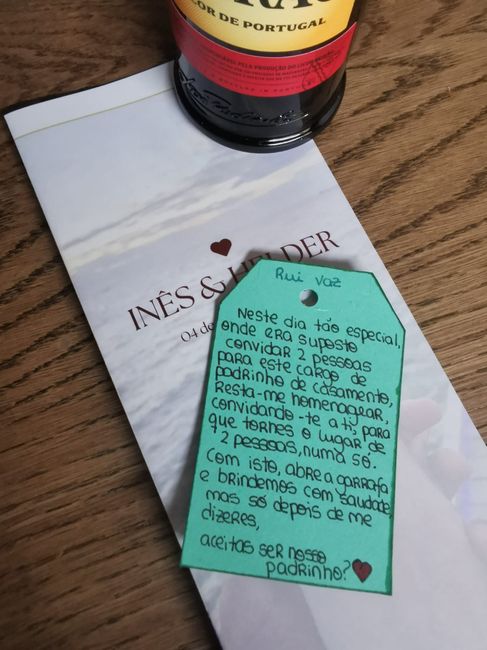 COR DE PORTUGAL
INÊS & HELDER
04 de
Rui Vaz
Neste dia tão especial,
onde era suposto
convidar 2 pessoas
para este cargo de
padrinho de casamento,
Resta-me homenagear,
convidando-te a ti, para
que tornes o lugar de
2 pessoas, numa só.
com isto, abre a garrafa
e brindemos com saudade
mas só depois de me
dizeres,
aceitas ser nosso
padrinho?